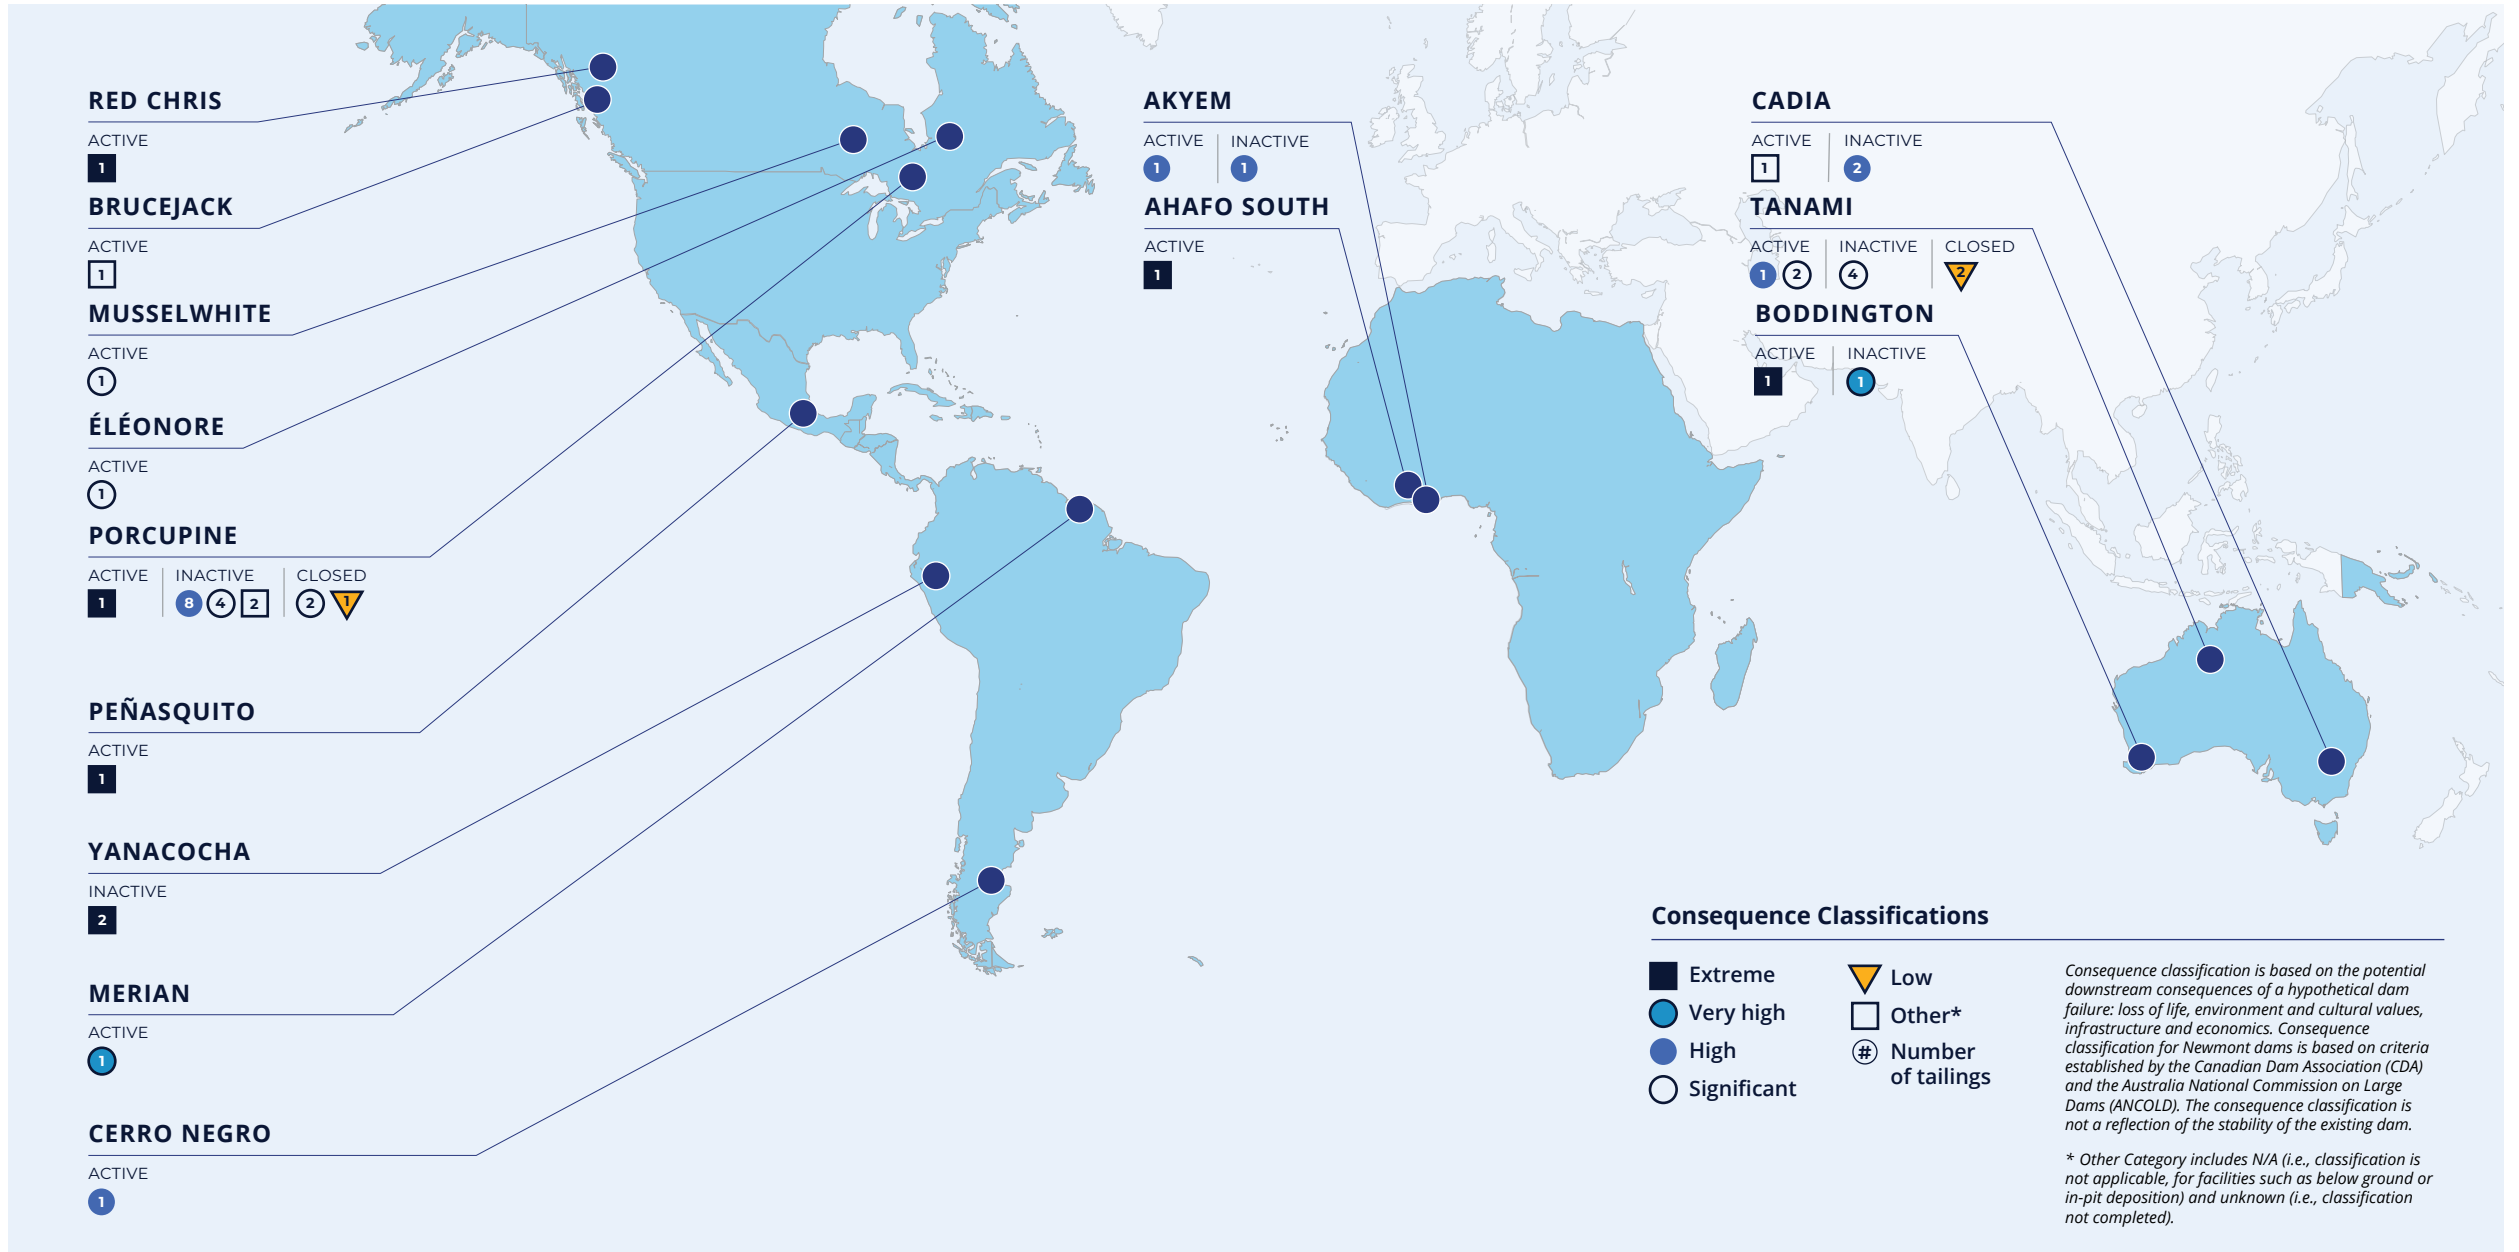 RED CHRIS
ACTIVE
1
BRUCEJACK
ACTIVE
1
MUSSELWHITE
ACTIVE
1
ÉLÉONORE
ACTIVE
1
PORCUPINE
ACTIVE INACTIVE CLOSED
1 8 4 2 2 1
PEÑASQUITO
ACTIVE
1
YANACOCHA
INACTIVE
2
MERIAN
ACTIVE
1
CERRO NEGRO
ACTIVE
1
AKYEM
ACTIVE INACTIVE
1 1
AHAFO SOUTH
ACTIVE
1
CADIA
ACTIVE INACTIVE
1 2
TANAMI
ACTIVE INACTIVE CLOSED
1 2 4 2
BODDINGTON
ACTIVE INACTIVE
1 1
Consequence Classifications
Extreme
Very high
High
Significant
Low
Other*
# Number
of tailings
Consequence classification is based on the potential
downstream consequences of a hypothetical dam
failure: loss of life, environment and cultural values,
infrastructure and economics. Consequence
classification for Newmont dams is based on criteria
established by the Canadian Dam Association (CDA)
and the Australia National Commission on Large
Dams (ANCOLD). The consequence classification is
not a reflection of the stability of the existing dam.
* Other Category includes N/A (i.e., classification is
not applicable, for facilities such as below ground or
in-pit deposition) and unknown (i.e., classification
not completed).